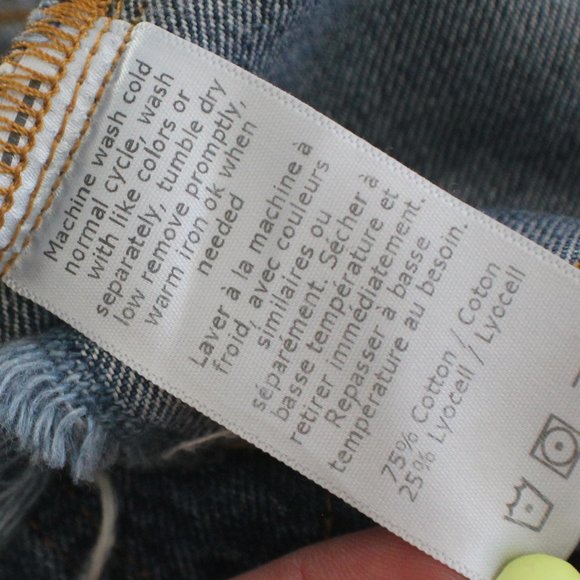 Machine wash cold
normal cycle, wash
with like colors or
separately, tumble dry
low remove promptly,
warm iron ok when
needed
Laver à la machine à
froid, avec couleurs
similaires ou
séparément. Sécher à
basse température et
retirer immédiatement.
Repasser à basse
température au besoin.
75% Cotton / Coton
25% Lyocell / Lyocell